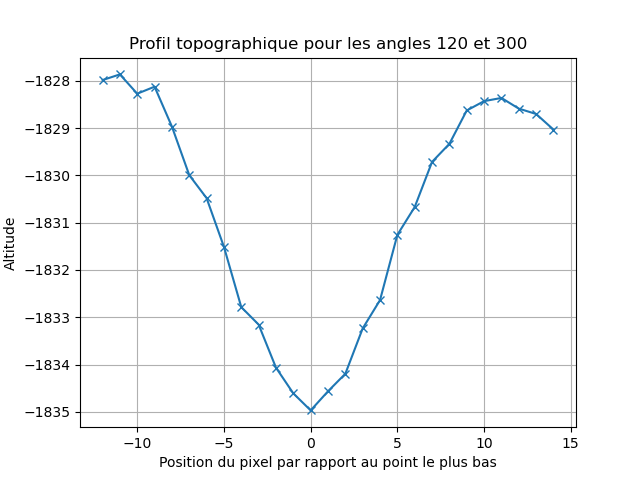 Profil topographique pour les angles 120 et 300
Altitude
−1828
−1829
−1830
−1831
−1832
−1833
−1834
−1835
−10 −5 0 5 10 15
Position du pixel par rapport au point le plus bas